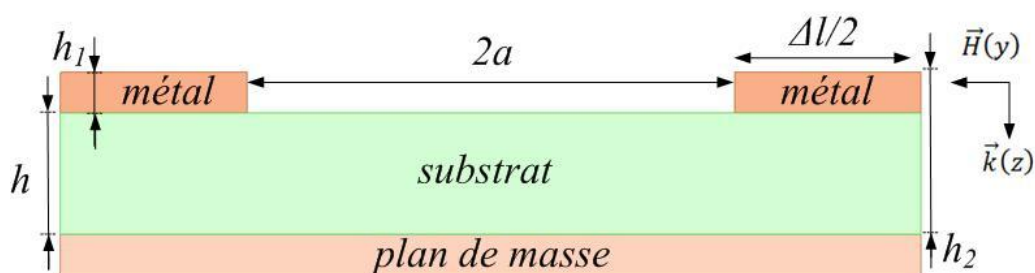 h₁ 2a Δl/2 H⃗(y)
métal métal
k⃗(z)
h substrat
plan de masse h₂